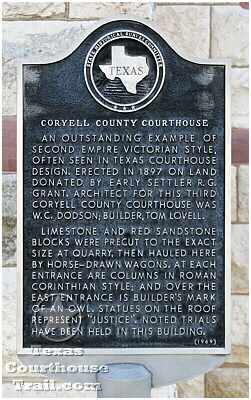 STATE HISTORICAL SURVEY COMMITTEE
TEXAS
CORYELL COUNTY COURTHOUSE
AN OUTSTANDING EXAMPLE OF
SECOND EMPIRE VICTORIAN STYLE,
OFTEN SEEN IN TEXAS COURTHOUSE
DESIGN. ERECTED IN 1897 ON LAND
DONATED BY EARLY SETTLER R.G.
GRANT. ARCHITECT FOR THIS THIRD
CORYELL COUNTY COURTHOUSE WAS
W.C. DODSON; BUILDER, TOM LOVELL.
LIMESTONE AND RED SANDSTONE
BLOCKS WERE PRECUT TO THE EXACT
SIZE AT QUARRY, THEN HAULED HERE
BY HORSE-DRAWN WAGONS. AT EACH
ENTRANCE ARE COLUMNS IN ROMAN
CORINTHIAN STYLE; AND OVER THE
EAST ENTRANCE IS BUILDER'S MARK
OF AN OWL. STATUES ON THE ROOF
REPRESENT "JUSTICE". NOTED TRIALS
HAVE BEEN HELD IN THIS BUILDING.
(1969)
Texas
Courthouse
Trail.com